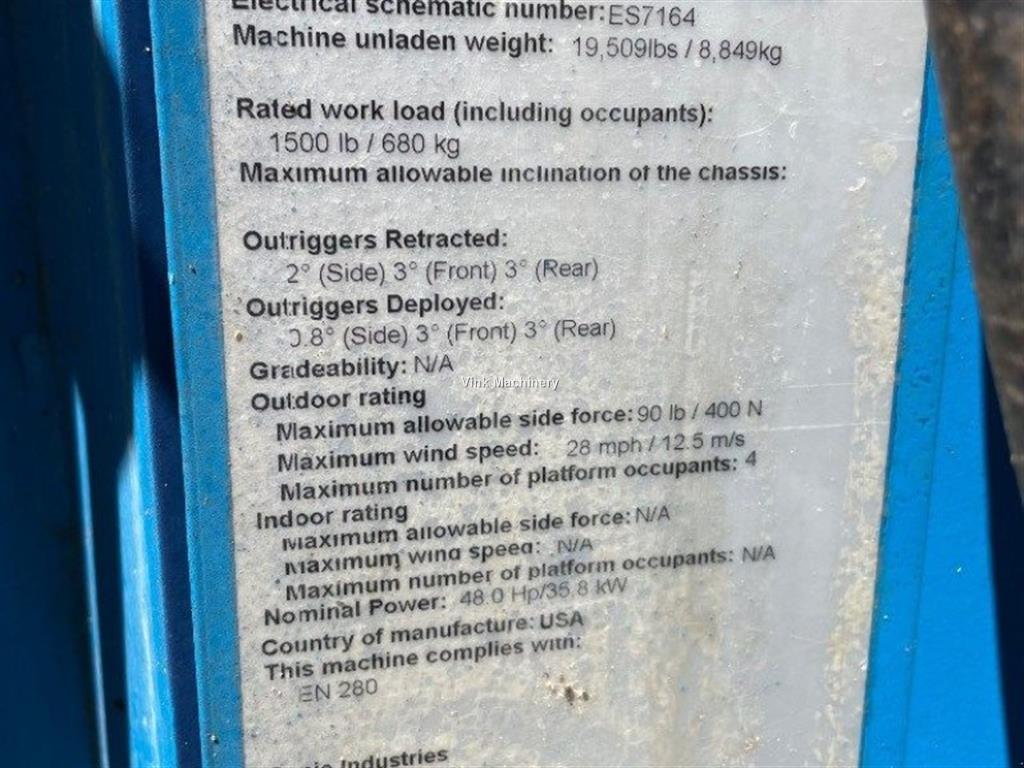 Electrical schematic number: ES7164
Machine unladen weight: 19,509lbs / 8,849kg
Rated work load (including occupants):
1500 lb / 680 kg
Maximum allowable inclination of the chassis:
Outriggers Retracted:
2° (Side) 3° (Front) 3° (Rear)
Outriggers Deployed:
0.8° (Side) 3° (Front) 3° (Rear)
Gradeability: N/A
Vink Machinery
Outdoor rating
Maximum allowable side force: 90 lb / 400 N
Maximum wind speed: 28 mph / 12.5 m/s
Maximum number of platform occupants: 4
Indoor rating
Maximum allowable side force: N/A
Maximum wind speed: N/A
Maximum number of platform occupants: N/A
Nominal Power: 48.0 Hp/35.8 kW
Country of manufacture: USA
This machine complies with:
EN 280
Industries